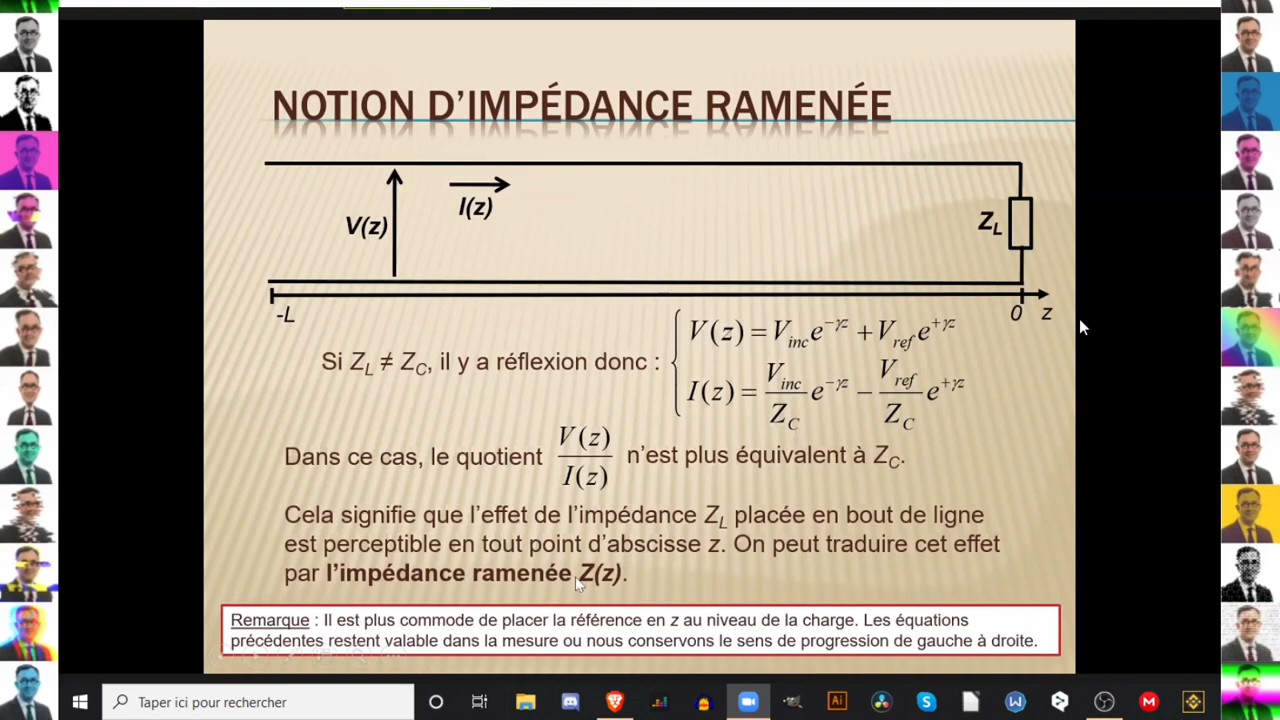 NOTION D'IMPÉDANCE RAMENÉE
I(z)
V(z)
Z_L
-L
0 z
Si Z_L ≠ Z_C, il y a réflexion donc :
V(z) = V_inc e^{-γz} + V_ref e^{+γz}
I(z) = V_inc/Z_C e^{-γz} − V_ref/Z_C e^{+γz}
Dans ce cas, le quotient V(z)/I(z) n'est plus équivalent à Z_C.
Cela signifie que l'effet de l'impédance Z_L placée en bout de ligne
est perceptible en tout point d'abscisse z. On peut traduire cet effet
par l'impédance ramenée Z(z).
Remarque : Il est plus commode de placer la référence en z au niveau de la charge. Les équations
précédentes restent valable dans la mesure ou nous conservons le sens de progression de gauche à droite.
Taper ici pour rechercher
Ai
S
W
M